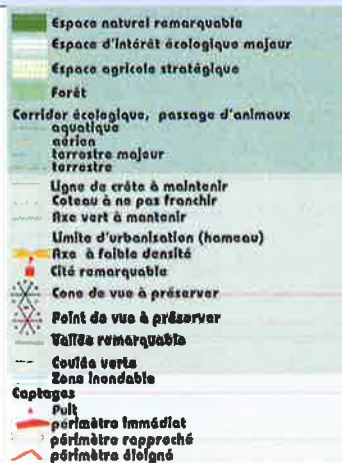 Espace naturel remarquable
Espace d'intérêt écologique majeur
Espace agricole stratégique
Forêt
Corridor écologique, passage d'animaux
aquatique
aérien
terrestre majeur
terrestre
Ligne de crête à maintenir
Coteau à ne pas franchir
Axe vert à mantenir
Limite d'urbanisation (hameau)
Axe à faible densité
Cité remarquable
Cone de vue à préserver
Point de vue à préserver
Vallée remarquable
Coulée verte
Zone inondable
Captages
Puit
périmètre immédiat
périmètre rapproché
périmètre éloigné